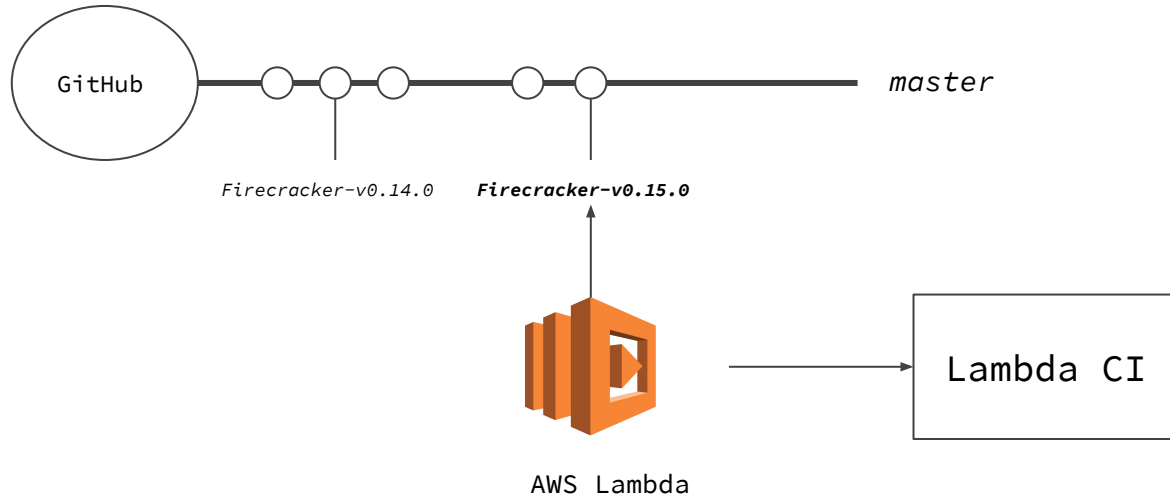 GitHub
master
Firecracker-v0.14.0
Firecracker-v0.15.0
Lambda CI
AWS Lambda